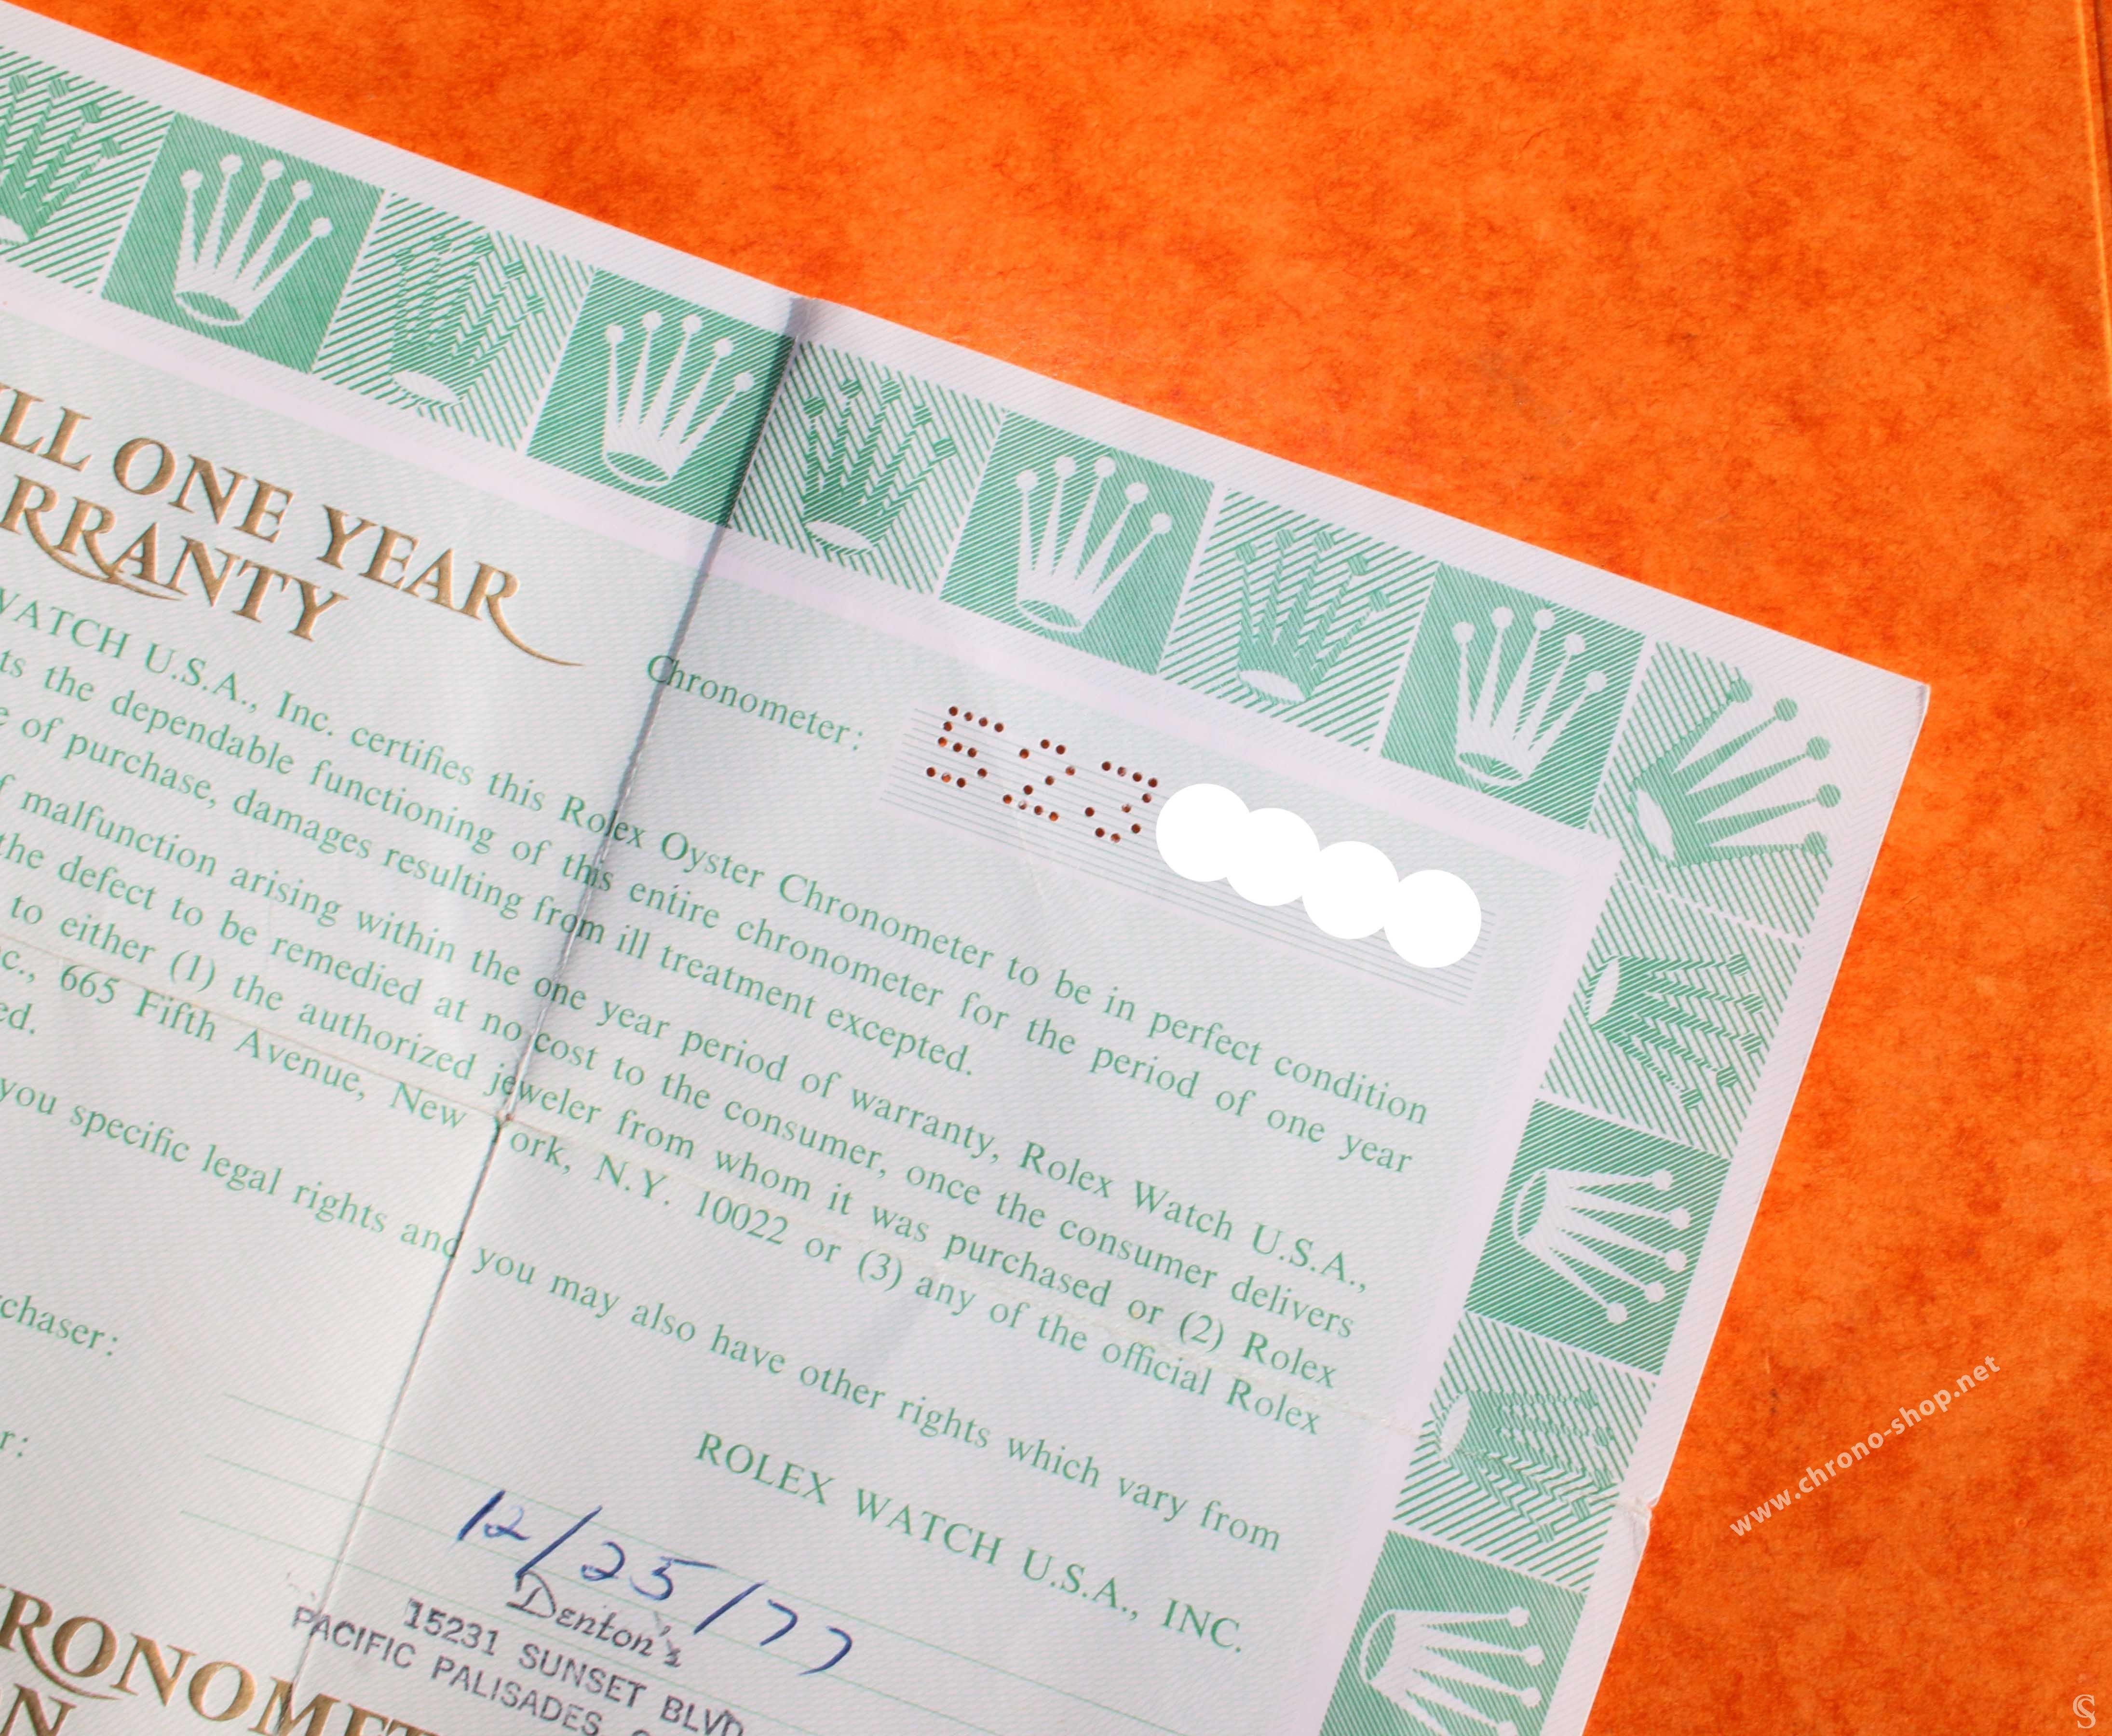 ONE YEAR
WATCH U.S.A., Inc. certifies this Rolex Oyster Chronometer to be in perfect condition
the dependable functioning of this entire chronometer for the period of one year
of purchase, damages resulting from ill treatment excepted.
malfunction arising within the one year period of warranty, Rolex Watch U.S.A.,
the defect to be remedied at no cost to the consumer, once the consumer delivers
to either (1) the authorized jeweler from whom it was purchased or (2) Rolex
665 Fifth Avenue, New York, N.Y. 10022 or (3) any of the official Rolex
you specific legal rights and you may also have other rights which vary from
ROLEX WATCH U.S.A., INC.
Chronometer: 523
12/25/77
Denton's
15231 SUNSET BLVD
PACIFIC PALISADES
www.chrono-shop.net